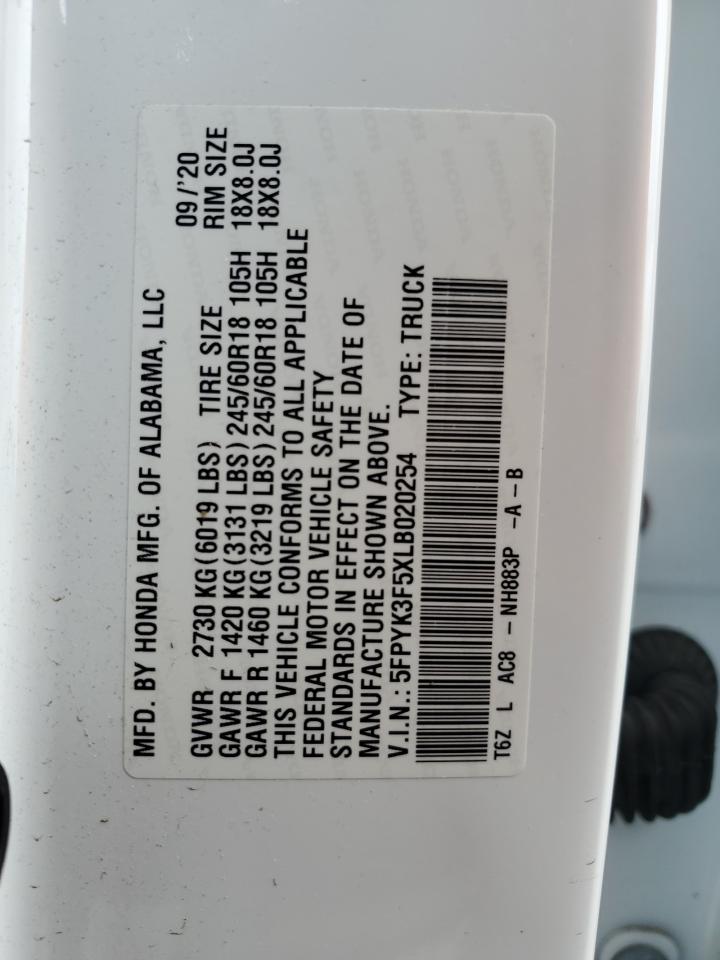 MFD. BY HONDA MFG. OF ALABAMA, LLC
09/'20
GVWR 2730 KG(6019 LBS) TIRE SIZE RIM SIZE
GAWR F 1420 KG(3131 LBS) 245/60R18 105H 18X8.0J
GAWR R 1460 KG(3219 LBS) 245/60R18 105H 18X8.0J
THIS VEHICLE CONFORMS TO ALL APPLICABLE
FEDERAL MOTOR VEHICLE SAFETY
STANDARDS IN EFFECT ON THE DATE OF
MANUFACTURE SHOWN ABOVE.
V.I.N.: 5FPYK3F5XLB020254 TYPE: TRUCK
T6Z L AC8 - NH883P -A-B